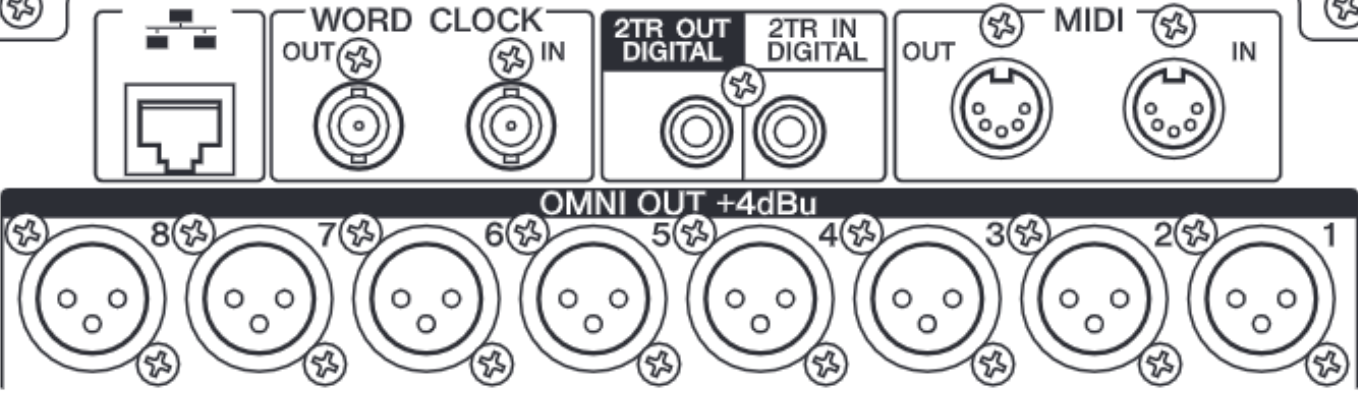 WORD CLOCK
OUT
IN
2TR OUT
DIGITAL
2TR IN
DIGITAL
MIDI
OUT
IN
OMNI OUT +4dBu
8 7 6 5 4 3 2 1